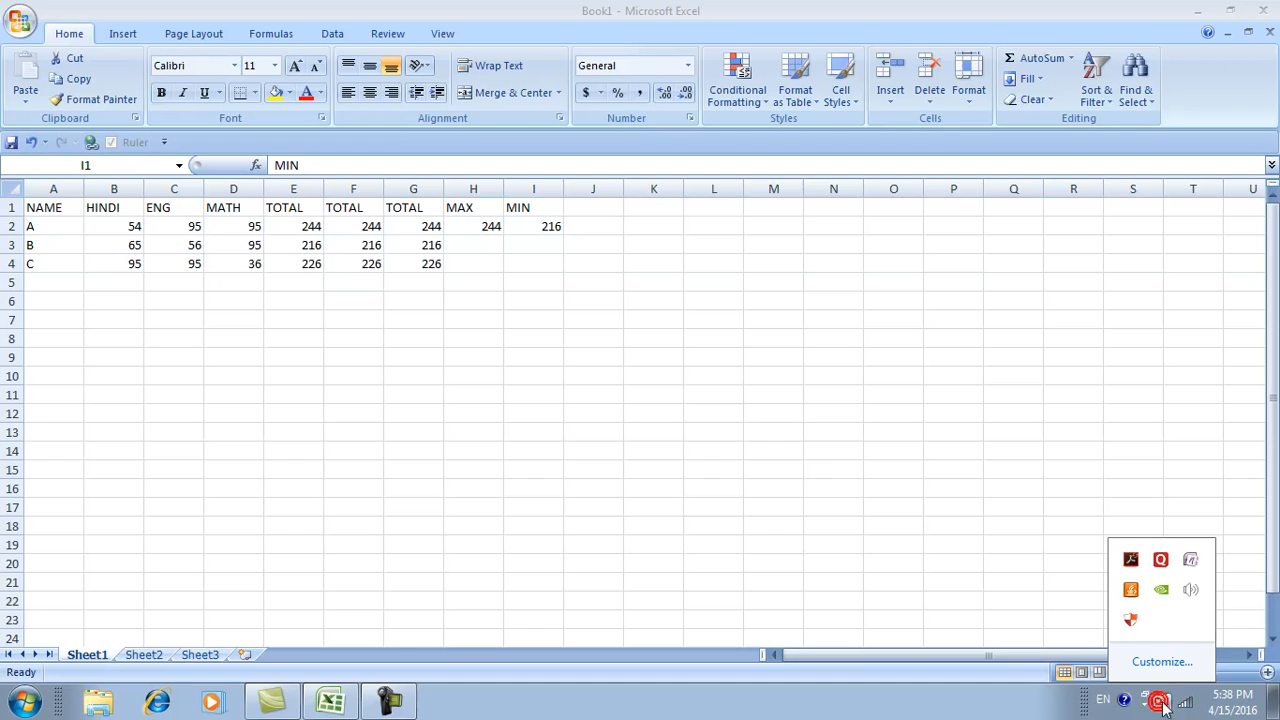 Book1 - Microsoft Excel
Home Insert Page Layout Formulas Data Review View
Paste
Cut
Copy
Format Painter
Clipboard
Calibri 11
B I U
Font
Wrap Text
Merge & Center
Alignment
General
$ % ,
Number
Conditional Formatting
Format as Table
Cell Styles
Styles
Insert Delete Format
Cells
Σ AutoSum
Fill
Clear
Sort & Filter
Find & Select
Editing
Ruler
I1 fx MIN
A B C D E F G H I J K L M N O P Q R S T U
1 NAME HINDI ENG MATH TOTAL TOTAL TOTAL MAX MIN
2 A 54 95 95 244 244 244 244 216
3 B 65 56 95 216 216 216
4 C 95 95 36 226 226 226
5
6
7
8
9
10
11
12
13
14
15
16
17
18
19
20
21
22
23
24
Customize...
Sheet1 Sheet2 Sheet3
Ready
EN 5:38 PM
4/15/2016